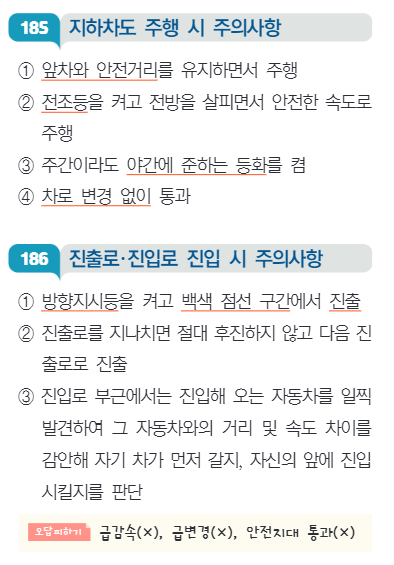 185 지하차도 주행 시 주의사항
① 앞차와 안전거리를 유지하면서 주행
② 전조등을 켜고 전방을 살피면서 안전한 속도로
주행
③ 주간이라도 야간에 준하는 등화를 켬
④ 차로 변경 없이 통과
186 진출로·진입로 진입 시 주의사항
① 방향지시등을 켜고 백색 점선 구간에서 진출
② 진출로를 지나치면 절대 후진하지 않고 다음 진
출로로 진출
③ 진입로 부근에서는 진입해 오는 자동차를 일찍
발견하여 그 자동차와의 거리 및 속도 차이를
감안해 자기 차가 먼저 갈지, 자신의 앞에 진입
시킬지를 판단
오답피하기 급감속(×), 급변경(×), 안전지대 통과(×)